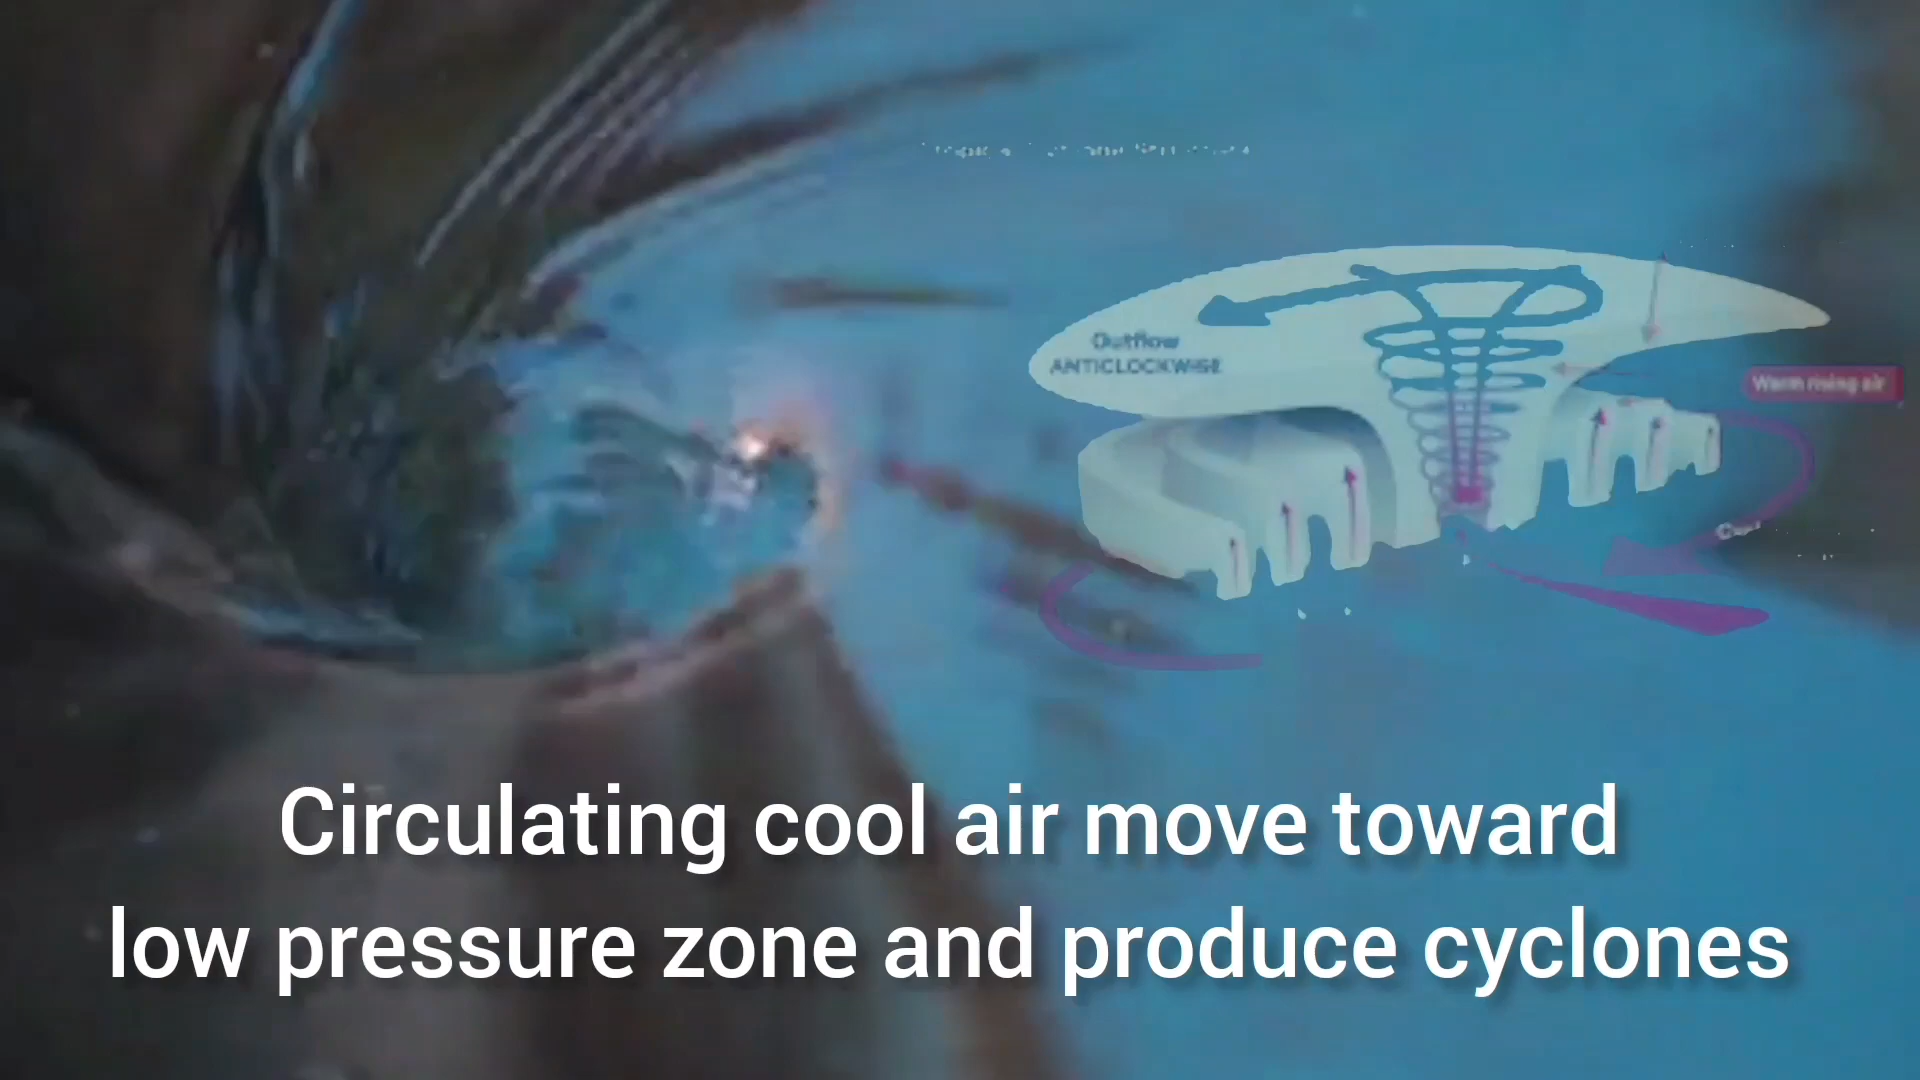 Outflow
ANTICLOCKWISE
Warm rising air
Circulating cool air move toward
low pressure zone and produce cyclones